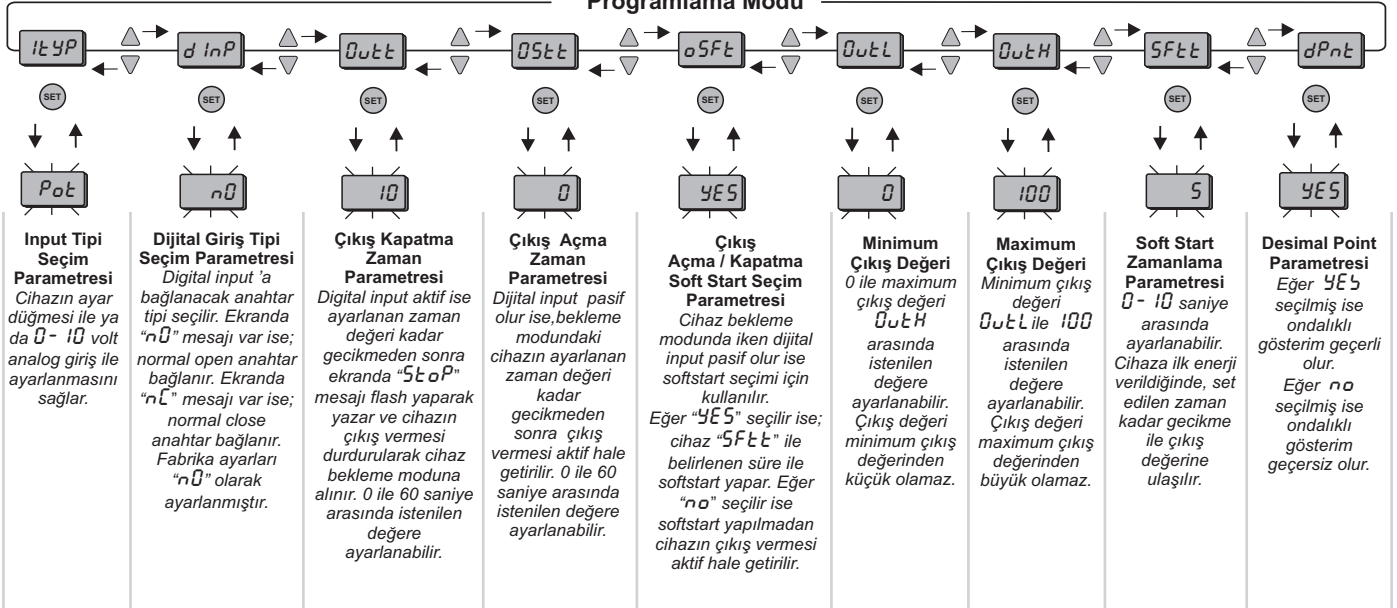 Programlama Modu
ItYP
dInP
Outt
OStt
oSFt
OutL
OutH
SFtt
dPnt
SET
SET
SET
SET
SET
SET
SET
SET
SET
Pot
nO
10
0
YES
0
100
5
YES
Input Tipi
Seçim
Parametresi
Cihazın ayar
düğmesi ile ya
da 0- 10 volt
analog giriş ile
ayarlanmasını
sağlar.
Dijital Giriş Tipi
Seçim Parametresi
Digital input 'a
bağlanacak anahtar
tipi seçilir. Ekranda
“nO” mesajı var ise;
normal open anahtar
bağlanır. Ekranda
“nC” mesajı var ise;
normal close
anahtar bağlanır.
Fabrika ayarları
“nO” olarak
ayarlanmıştır.
Çıkış Kapatma
Zaman
Parametresi
Digital input aktif ise
ayarlanan zaman
değeri kadar
gecikmeden sonra
ekranda “StoP”
mesajı flash yaparak
yazar ve cihazın
çıkış vermesi
durdurularak cihaz
bekleme moduna
alınır. 0 ile 60 saniye
arasında istenilen
değere
ayarlanabilir.
Çıkış Açma
Zaman
Parametresi
Dijital input pasif
olur ise,bekleme
modundaki
cihazın ayarlanan
zaman değeri
kadar
gecikmeden
sonra çıkış
vermesi aktif hale
getirilir. 0 ile 60
saniye arasında
istenilen değere
ayarlanabilir.
Çıkış
Açma / Kapatma
Soft Start Seçim
Parametresi
Cihaz bekleme
modunda iken dijital
input pasif olur ise
softstart seçimi için
kullanılır.
Eğer “YES” seçilir ise;
cihaz “SFtt” ile
belirlenen süre ile
softstart yapar. Eğer
“no” seçilir ise
softstart yapılmadan
cihazın çıkış vermesi
aktif hale getirilir.
Minimum
Çıkış Değeri
0 ile maximum
çıkış değeri
OutH
arasında
istenilen
değere
ayarlanabilir.
Çıkış değeri
minimum çıkış
değerinden
küçük olamaz.
Maximum
Çıkış Değeri
Minimum çıkış
değeri
OutL ile 100
arasında
istenilen
değere
ayarlanabilir.
Çıkış değeri
maximum çıkış
değerinden
büyük olamaz.
Soft Start
Zamanlama
Parametresi
0- 10 saniye
arasında
ayarlanabilir.
Cihaza ilk enerji
verildiğinde, set
edilen zaman
kadar gecikme
ile çıkış
değerine
ulaşılır.
Desimal Point
Parametresi
Eğer YES
seçilmiş ise
ondalıklı
gösterim geçerli
olur.
Eğer no
seçilmiş ise
ondalıklı
gösterim
geçersiz olur.